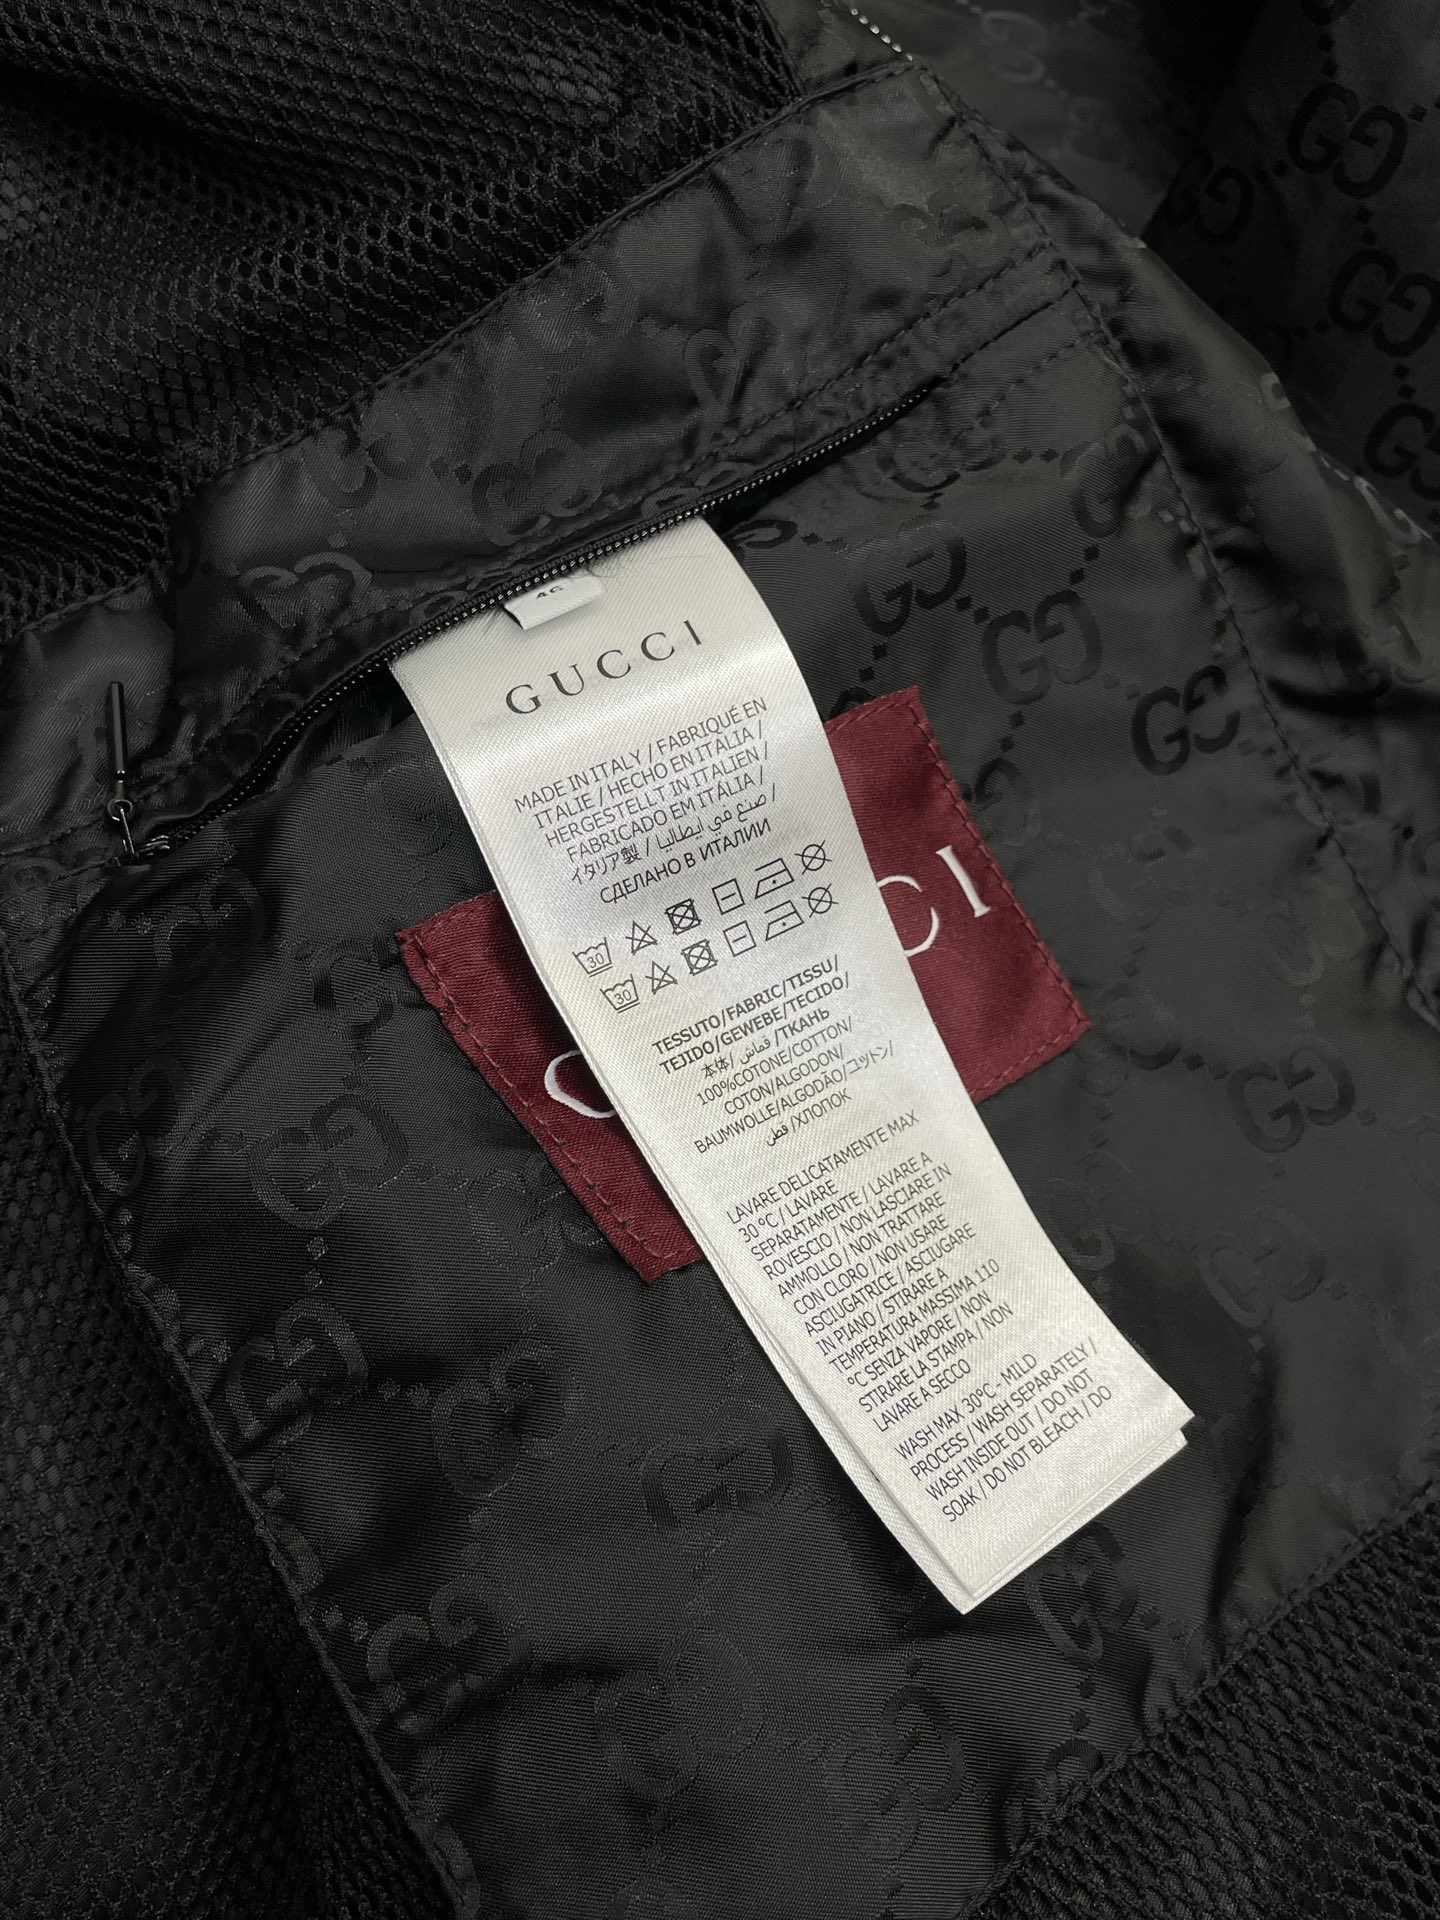 46
GUCCI
MADE IN ITALY / FABRIQUÉ EN
ITALIE / HECHO EN ITALIA /
HERGESTELLT IN ITALIEN /
FABRICADO EM ITÁLIA /
イタリア製 / صنع في ايطاليا /
СДЕЛАНО В ИТАЛИИ
30
30
TESSUTO/FABRIC/TISSU/
TEJIDO/GEWEBE/TECIDO/
本体/ قماش /ТКАНЬ
100%COTONE/COTTON/
COTON/ALGODON/
BAUMWOLLE/ALGODÃO/コットン/
قطن /ХЛОПОК
LAVARE DELICATAMENTE MAX
30 °C / LAVARE
SEPARATAMENTE / LAVARE A
ROVESCIO / NON LASCIARE IN
AMMOLLO / NON TRATTARE
CON CLORO / NON USARE
ASCIUGATRICE / ASCIUGARE
IN PIANO / STIRARE A
TEMPERATURA MASSIMA 110
°C SENZA VAPORE / NON
STIRARE LA STAMPA / NON
LAVARE A SECCO
WASH MAX 30°C - MILD
PROCESS / WASH SEPARATELY /
WASH INSIDE OUT / DO NOT
SOAK / DO NOT BLEACH / DO